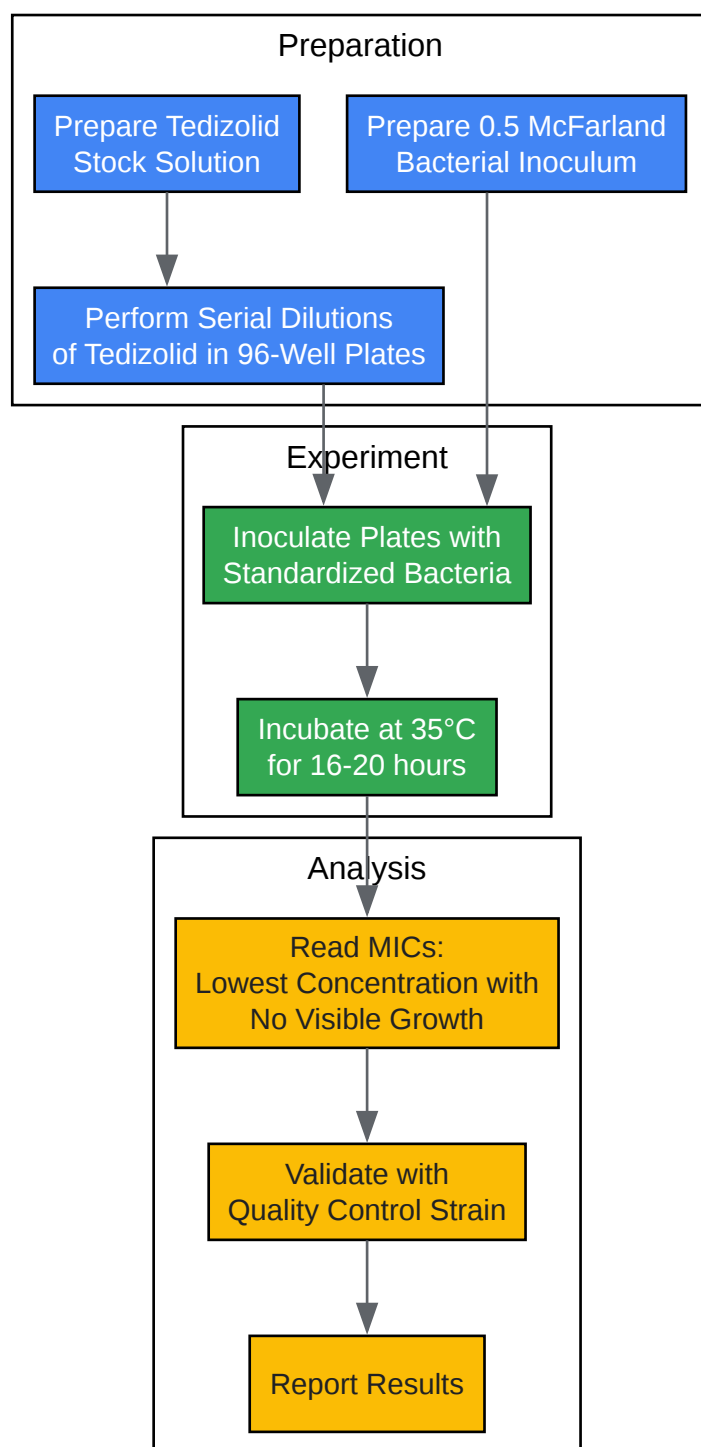 Preparation
Prepare Tedizolid
Stock Solution
Prepare 0.5 McFarland
Bacterial Inoculum
Perform Serial Dilutions
of Tedizolid in 96-Well Plates
Experiment
Inoculate Plates with
Standardized Bacteria
Incubate at 35°C
for 16-20 hours
Analysis
Read MICs:
Lowest Concentration with
No Visible Growth
Validate with
Quality Control Strain
Report Results